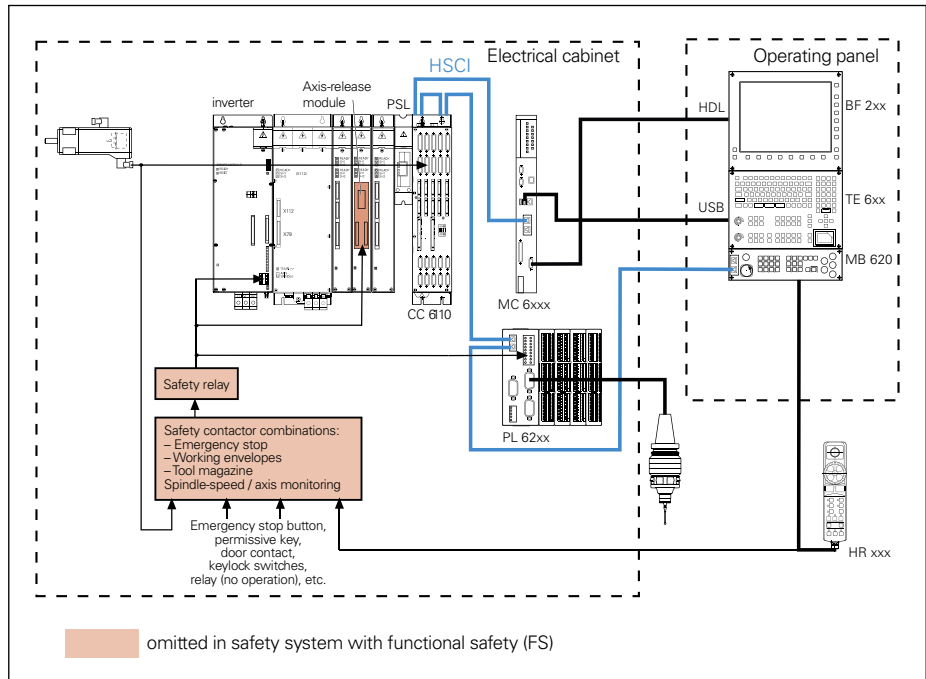 Electrical cabinet
Operating panel
HSCI
Axis-release
module
inverter
PSL
HDL
BF 2xx
X112
X79
USB
TE 6xx
MB 620
MC 6xxx
CC 6110
Safety relay
PL 62xx
Safety contactor combinations:
– Emergency stop
– Working envelopes
– Tool magazine
Spindle-speed / axis monitoring
Emergency stop button,
permissive key,
door contact,
keylock switches,
relay (no operation), etc.
HR xxx
omitted in safety system with functional safety (FS)